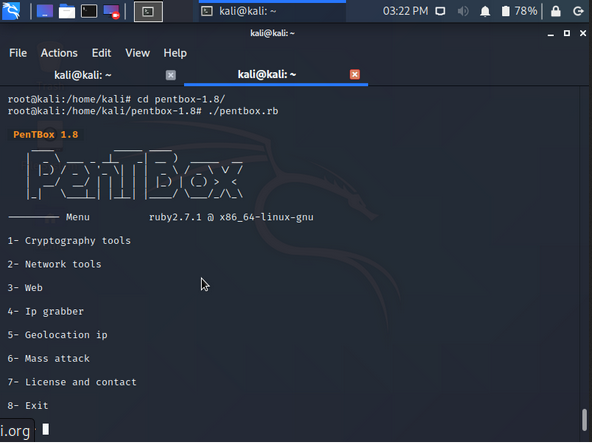 kali@kali: ~
03:22 PM
78%
kali@kali: ~
File Actions Edit View Help
kali@kali: ~
kali@kali: ~
root@kali:/home/kali# cd pentbox-1.8/
root@kali:/home/kali/pentbox-1.8# ./pentbox.rb
PenTBox 1.8
PenTBox
Menu ruby2.7.1 @ x86_64-linux-gnu
1- Cryptography tools
2- Network tools
3- Web
4- Ip grabber
5- Geolocation ip
6- Mass attack
7- License and contact
8- Exit
i.org